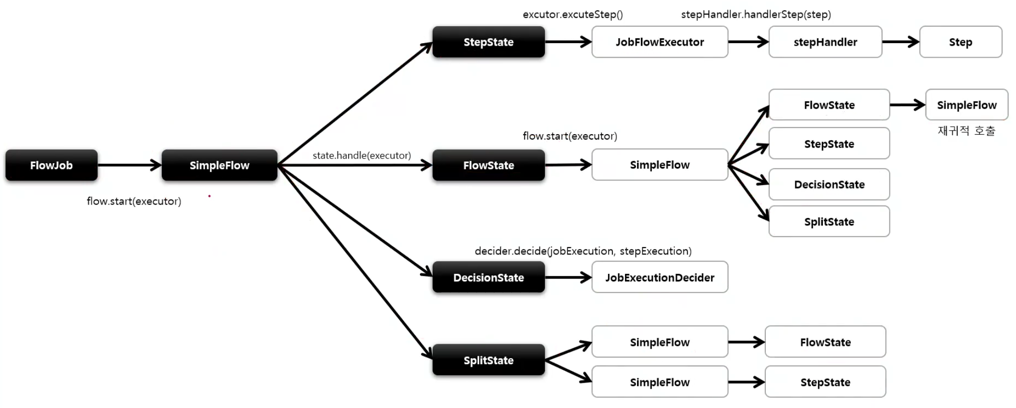 excutor.excuteStep()
stepHandler.handlerStep(step)
StepState
JobFlowExecutor
stepHandler
Step
FlowState
SimpleFlow
재귀적 호출
flow.start(executor)
StepState
FlowJob
SimpleFlow
state.handle(executor)
FlowState
SimpleFlow
DecisionState
flow.start(executor)
SplitState
decider.decide(jobExecution, stepExecution)
DecisionState
JobExecutionDecider
SimpleFlow
FlowState
SplitState
SimpleFlow
StepState